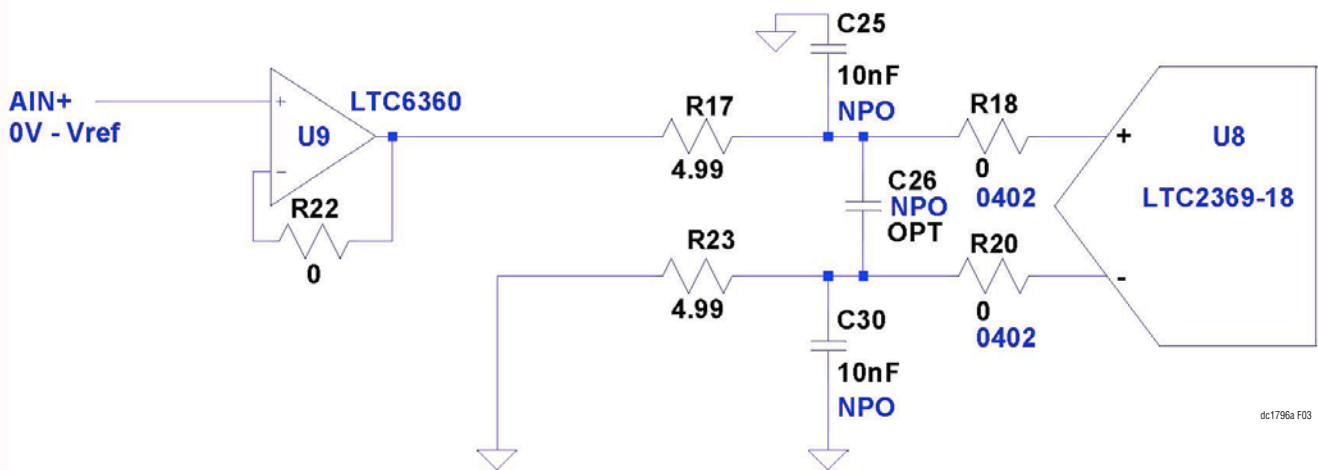 AIN+
0V - Vref
+
-
U9
LTC6360
R22
0
R17
4.99
C25
10nF
NPO
C26
NPO
OPT
R23
4.99
C30
10nF
NPO
R18
0
0402
R20
0
0402
+
-
U8
LTC2369-18
dc1796a F03